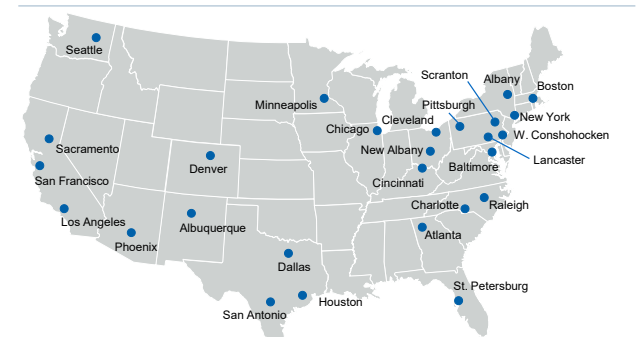 Seattle
Scranton
Albany
Boston
Minneapolis
Pittsburgh
Cleveland
New York
Chicago
W. Conshohocken
Sacramento
New Albany
Lancaster
Denver
Baltimore
San Francisco
Cincinnati
Charlotte
Raleigh
Los Angeles
Albuquerque
Atlanta
Phoenix
Dallas
St. Petersburg
Houston
San Antonio